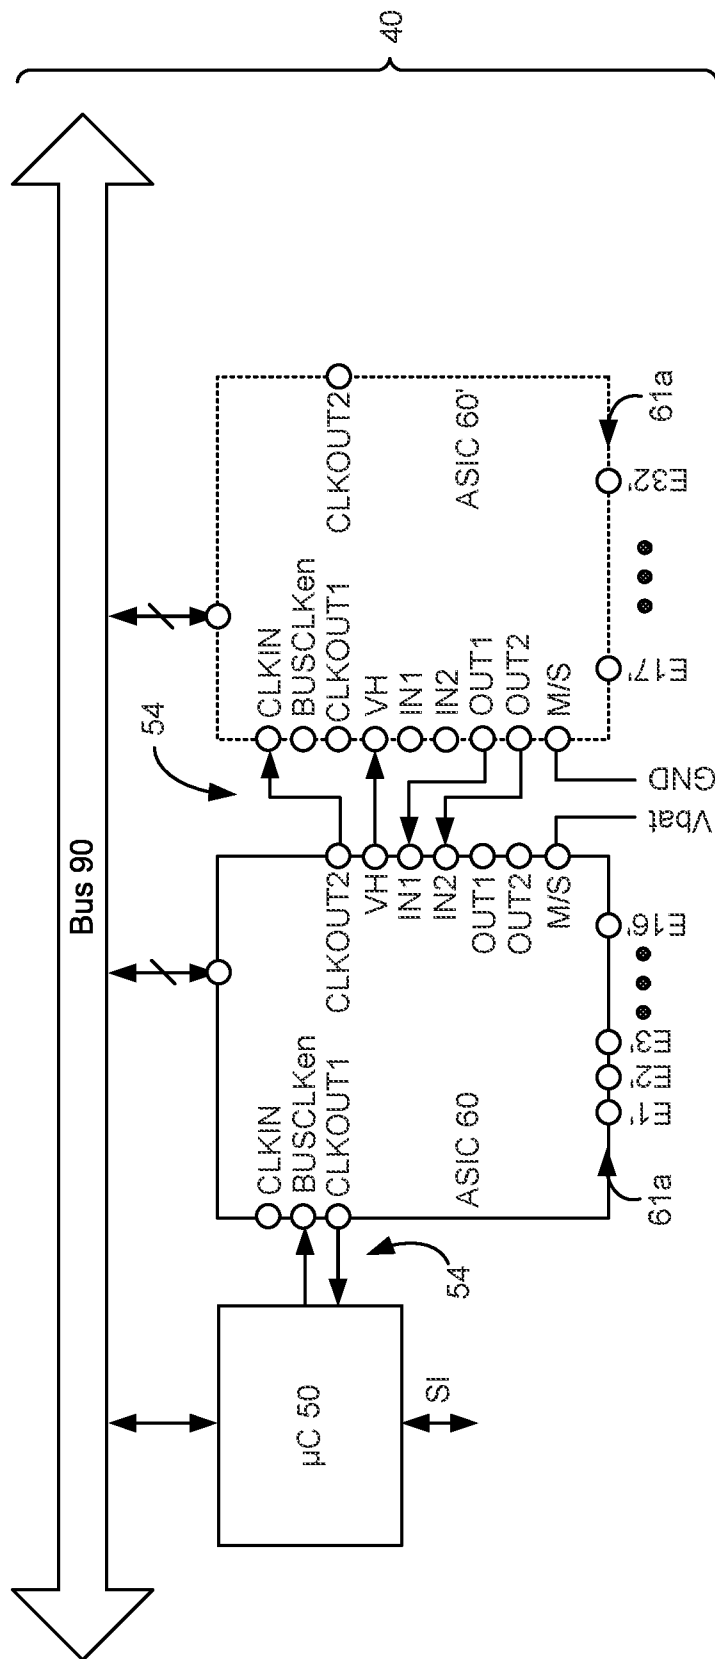 40
Bus 90
54
µC 50
SI
54
CLKIN
BUSCLKen
CLKOUT1
ASIC 60
CLKOUT2
VH
IN1
IN2
OUT1
OUT2
M/S
61a
E1'
E2'
E3'
E16'
Vbat
GND
CLKIN
BUSCLKen
CLKOUT1
VH
IN1
IN2
OUT1
OUT2
M/S
CLKOUT2
ASIC 60'
E17'
E32'
61a